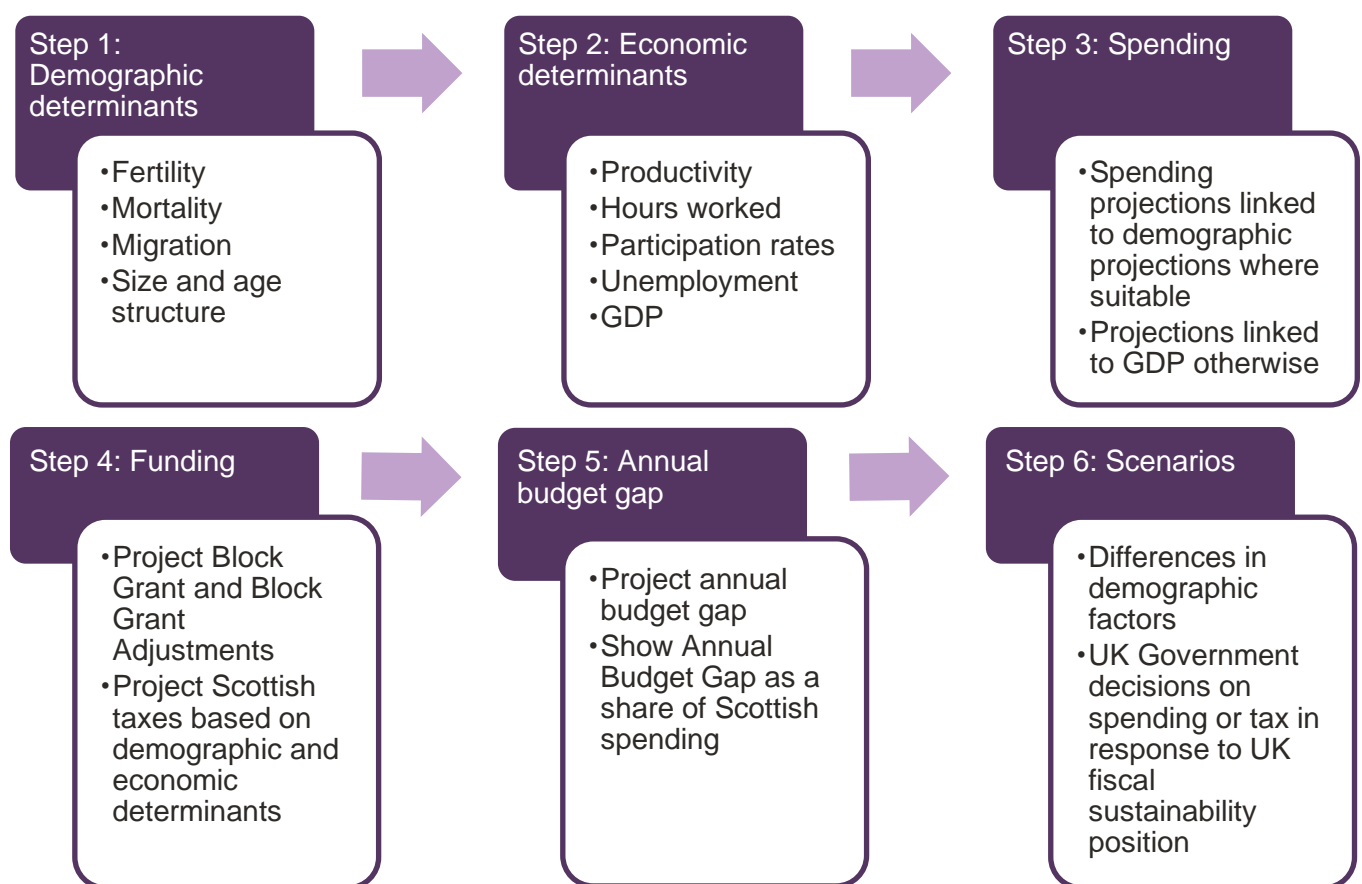 Step 1:
Demographic
determinants
•Fertility
•Mortality
•Migration
•Size and age
structure
Step 2: Economic
determinants
•Productivity
•Hours worked
•Participation rates
•Unemployment
•GDP
Step 3: Spending
•Spending
projections linked
to demographic
projections where
suitable
•Projections linked
to GDP otherwise
Step 4: Funding
•Project Block
Grant and Block
Grant
Adjustments
•Project Scottish
taxes based on
demographic and
economic
determinants
Step 5: Annual
budget gap
•Project annual
budget gap
•Show Annual
Budget Gap as a
share of Scottish
spending
Step 6: Scenarios
•Differences in
demographic
factors
•UK Government
decisions on
spending or tax in
response to UK
fiscal
sustainability
position